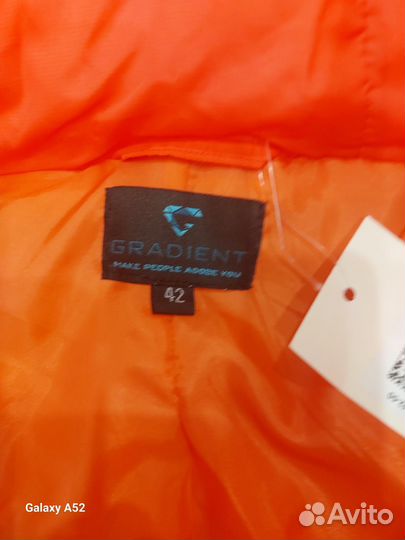 GRADIENT
MAKE PEOPLE ADORE YOU
42
Galaxy A52
Avito